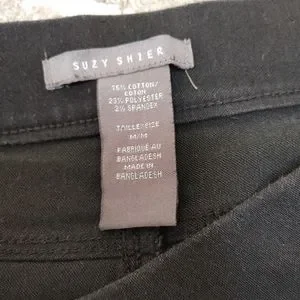 SUZY SHIER
75% COTTON/
COTON
23% POLYESTER
2% SPANDEX
TAILLE•SIZE
M/M
FABRIQUÉ AU
BANGLADESH
MADE IN
BANGLADESH